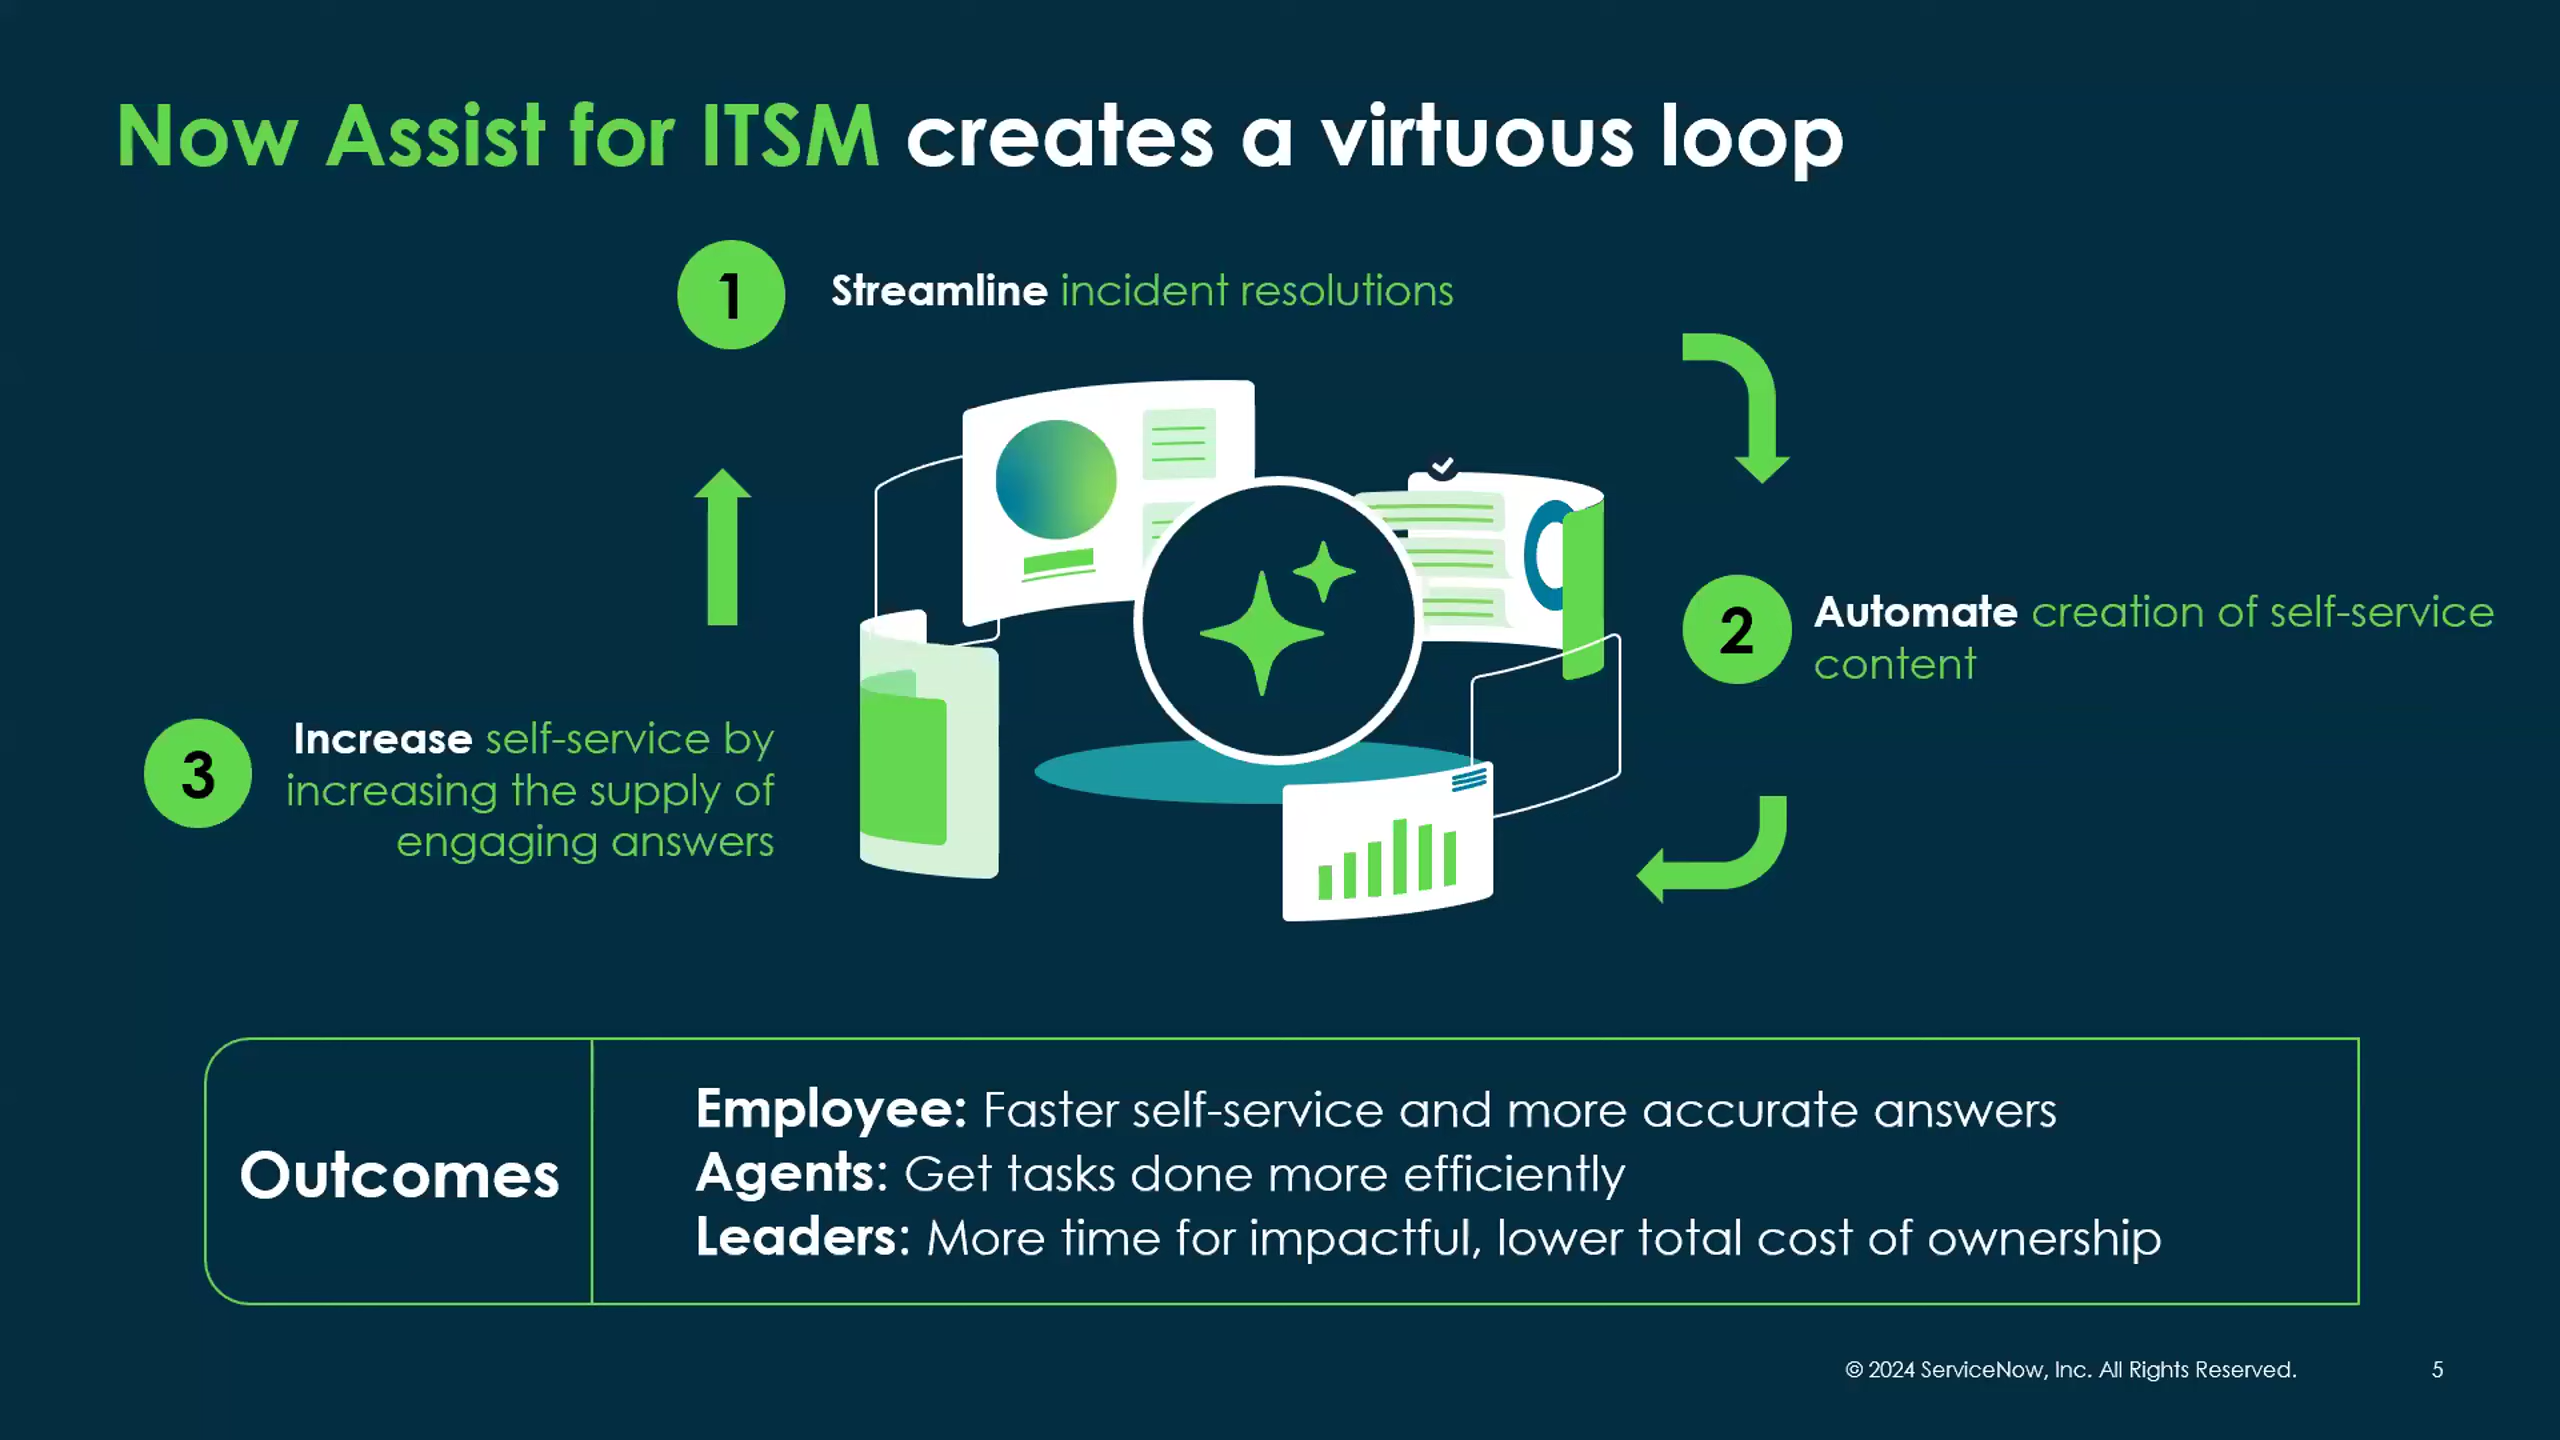 Now Assist for ITSM creates a virtuous loop
1
Streamline incident resolutions
2
Automate creation of self-service
content
3
Increase self-service by
increasing the supply of
engaging answers
Outcomes
Employee: Faster self-service and more accurate answers
Agents: Get tasks done more efficiently
Leaders: More time for impactful, lower total cost of ownership
© 2024 ServiceNow, Inc. All Rights Reserved.
5